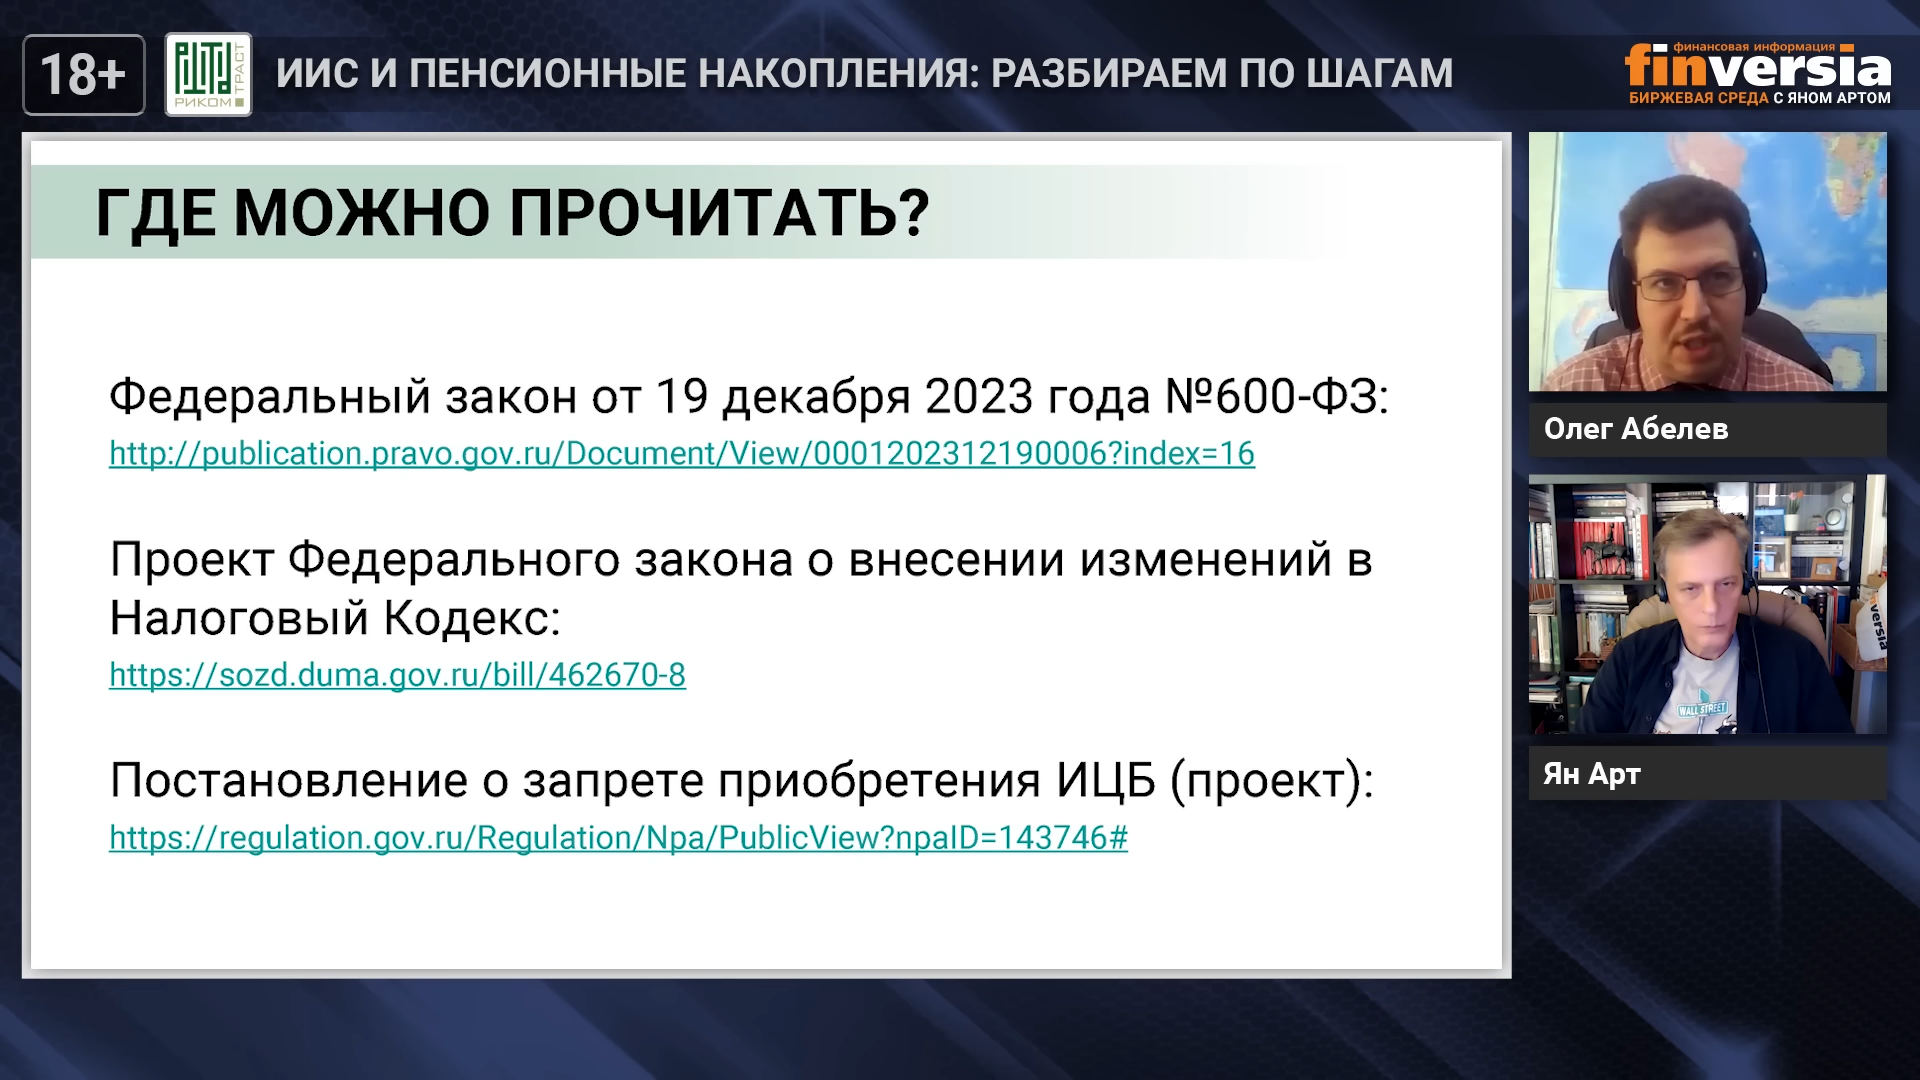 18+
РИКОМ
ТРАСТ
ИИС И ПЕНСИОННЫЕ НАКОПЛЕНИЯ: РАЗБИРАЕМ ПО ШАГАМ
финансовая информация
finversia
БИРЖЕВАЯ СРЕДА С ЯНОМ АРТОМ
ГДЕ МОЖНО ПРОЧИТАТЬ?
Федеральный закон от 19 декабря 2023 года №600-ФЗ:
http://publication.pravo.gov.ru/Document/View/0001202312190006?index=16
Проект Федерального закона о внесении изменений в
Налоговый Кодекс:
https://sozd.duma.gov.ru/bill/462670-8
Постановление о запрете приобретения ИЦБ (проект):
https://regulation.gov.ru/Regulation/Npa/PublicView?npaID=143746#
Олег Абелев
WALL STREET
versia
Ян Арт